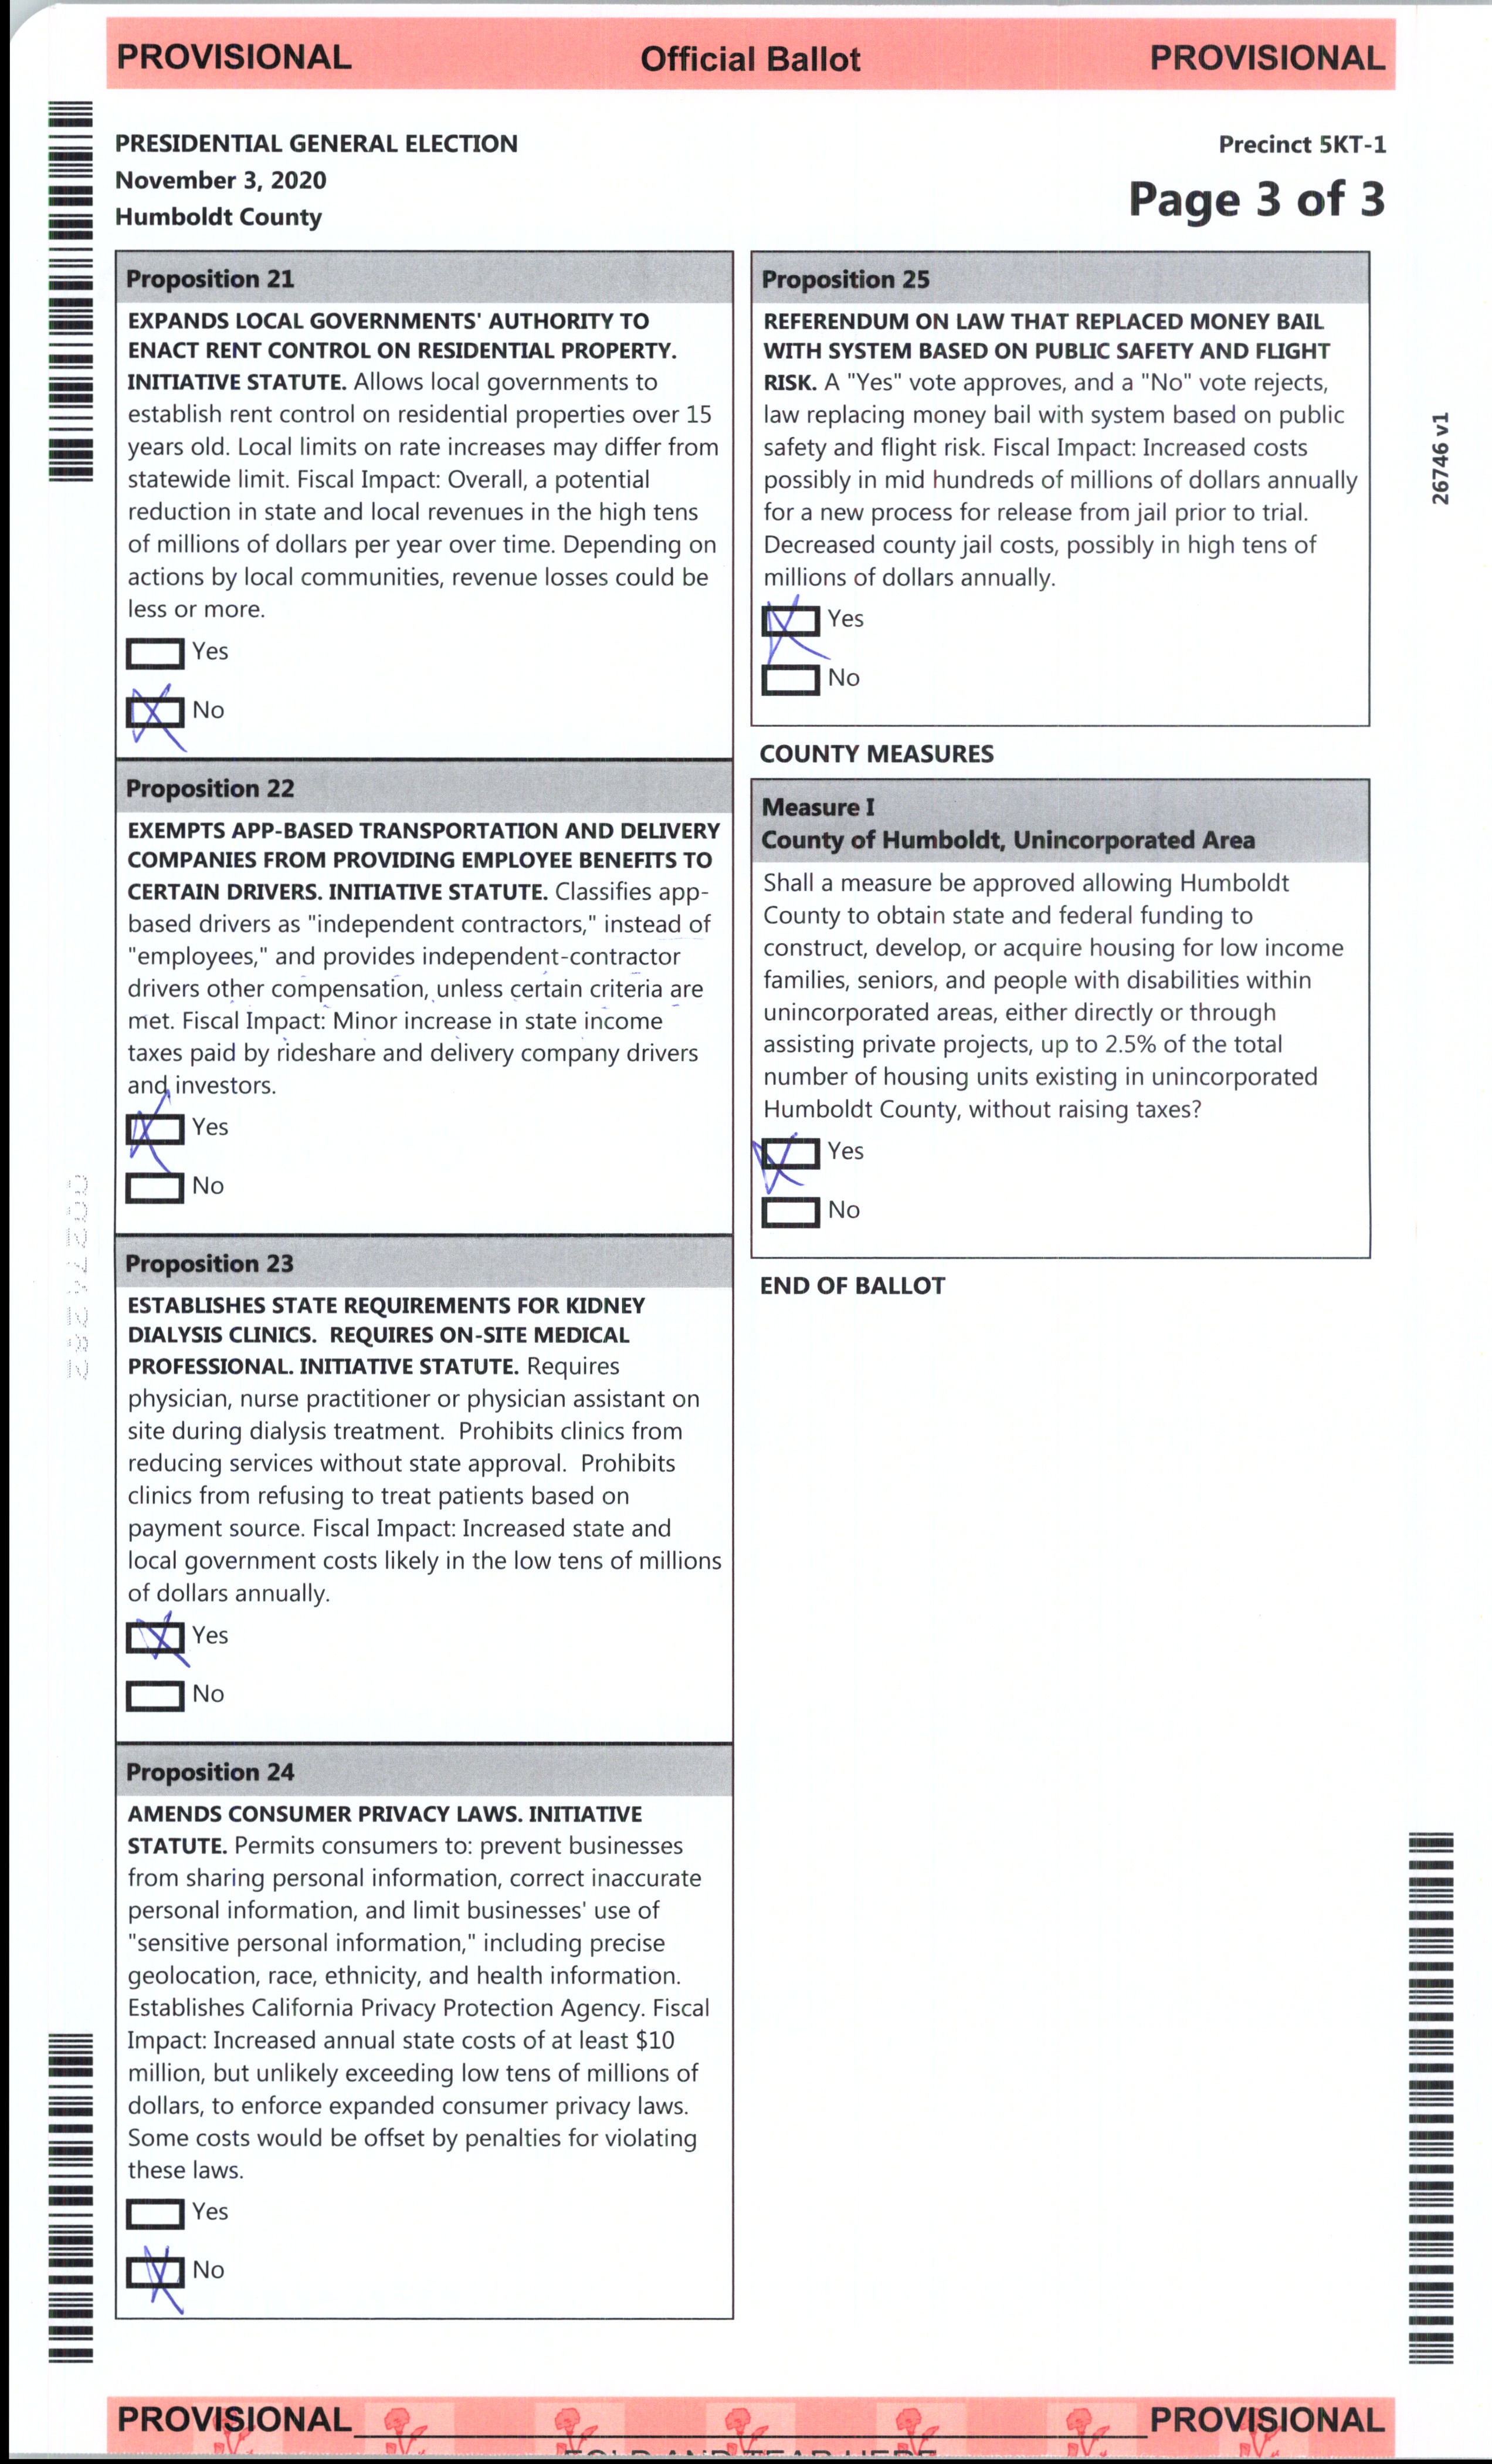 PROVISIONAL Official Ballot PROVISIONAL
PRESIDENTIAL GENERAL ELECTION
November 3, 2020
Humboldt County
Precinct 5KT-1
Page 3 of 3
Proposition 21
EXPANDS LOCAL GOVERNMENTS' AUTHORITY TO
ENACT RENT CONTROL ON RESIDENTIAL PROPERTY.
INITIATIVE STATUTE. Allows local governments to
establish rent control on residential properties over 15
years old. Local limits on rate increases may differ from
statewide limit. Fiscal Impact: Overall, a potential
reduction in state and local revenues in the high tens
of millions of dollars per year over time. Depending on
actions by local communities, revenue losses could be
less or more.
Yes
No
Proposition 22
EXEMPTS APP-BASED TRANSPORTATION AND DELIVERY
COMPANIES FROM PROVIDING EMPLOYEE BENEFITS TO
CERTAIN DRIVERS. INITIATIVE STATUTE. Classifies app-
based drivers as "independent contractors," instead of
"employees," and provides independent-contractor
drivers other compensation, unless certain criteria are
met. Fiscal Impact: Minor increase in state income
taxes paid by rideshare and delivery company drivers
and investors.
Yes
No
Proposition 23
ESTABLISHES STATE REQUIREMENTS FOR KIDNEY
DIALYSIS CLINICS. REQUIRES ON-SITE MEDICAL
PROFESSIONAL. INITIATIVE STATUTE. Requires
physician, nurse practitioner or physician assistant on
site during dialysis treatment. Prohibits clinics from
reducing services without state approval. Prohibits
clinics from refusing to treat patients based on
payment source. Fiscal Impact: Increased state and
local government costs likely in the low tens of millions
of dollars annually.
Yes
No
Proposition 24
AMENDS CONSUMER PRIVACY LAWS. INITIATIVE
STATUTE. Permits consumers to: prevent businesses
from sharing personal information, correct inaccurate
personal information, and limit businesses' use of
"sensitive personal information," including precise
geolocation, race, ethnicity, and health information.
Establishes California Privacy Protection Agency. Fiscal
Impact: Increased annual state costs of at least $10
million, but unlikely exceeding low tens of millions of
dollars, to enforce expanded consumer privacy laws.
Some costs would be offset by penalties for violating
these laws.
Yes
No
Proposition 25
REFERENDUM ON LAW THAT REPLACED MONEY BAIL
WITH SYSTEM BASED ON PUBLIC SAFETY AND FLIGHT
RISK. A "Yes" vote approves, and a "No" vote rejects,
law replacing money bail with system based on public
safety and flight risk. Fiscal Impact: Increased costs
possibly in mid hundreds of millions of dollars annually
for a new process for release from jail prior to trial.
Decreased county jail costs, possibly in high tens of
millions of dollars annually.
Yes
No
COUNTY MEASURES
Measure I
County of Humboldt, Unincorporated Area
Shall a measure be approved allowing Humboldt
County to obtain state and federal funding to
construct, develop, or acquire housing for low income
families, seniors, and people with disabilities within
unincorporated areas, either directly or through
assisting private projects, up to 2.5% of the total
number of housing units existing in unincorporated
Humboldt County, without raising taxes?
Yes
No
END OF BALLOT
26746 v1
PROVISIONAL PROVISIONAL